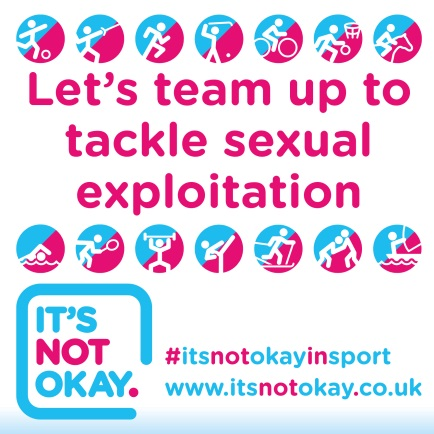 Let's team up to
tackle sexual
exploitation
IT'S
NOT
OKAY.
#itsnotokayinsport
www.itsnotokay.co.uk